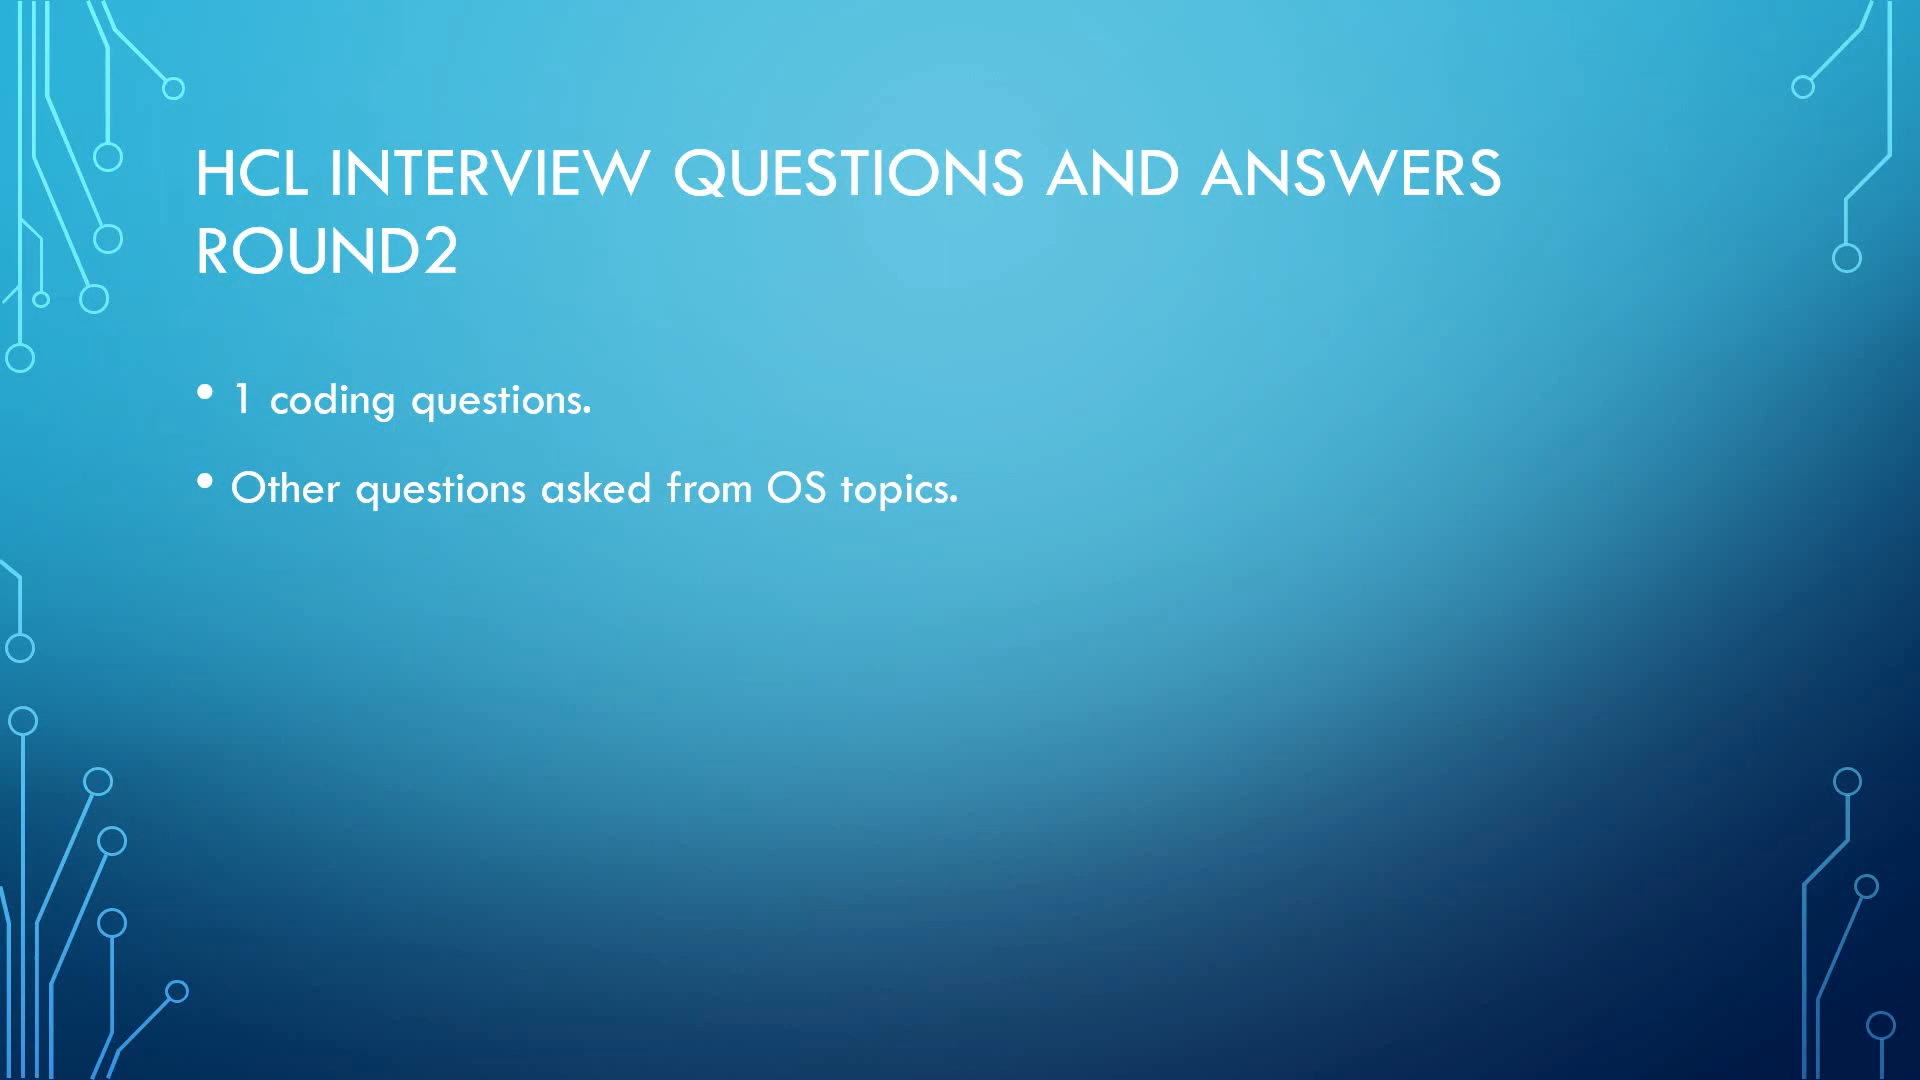 HCL INTERVIEW QUESTIONS AND ANSWERS
ROUND2
• 1 coding questions.
• Other questions asked from OS topics.